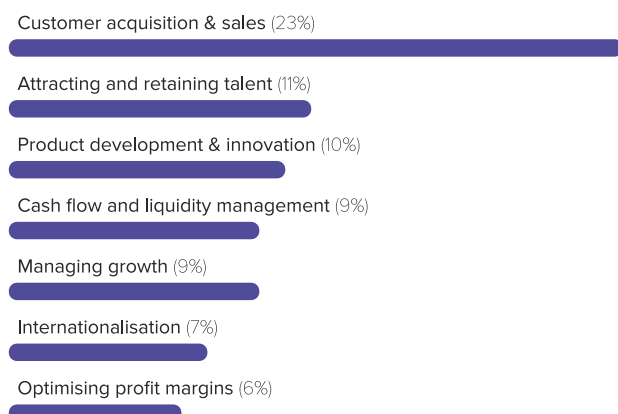 Customer acquisition & sales (23%)
Attracting and retaining talent (11%)
Product development & innovation (10%)
Cash flow and liquidity management (9%)
Managing growth (9%)
Internationalisation (7%)
Optimising profit margins (6%)